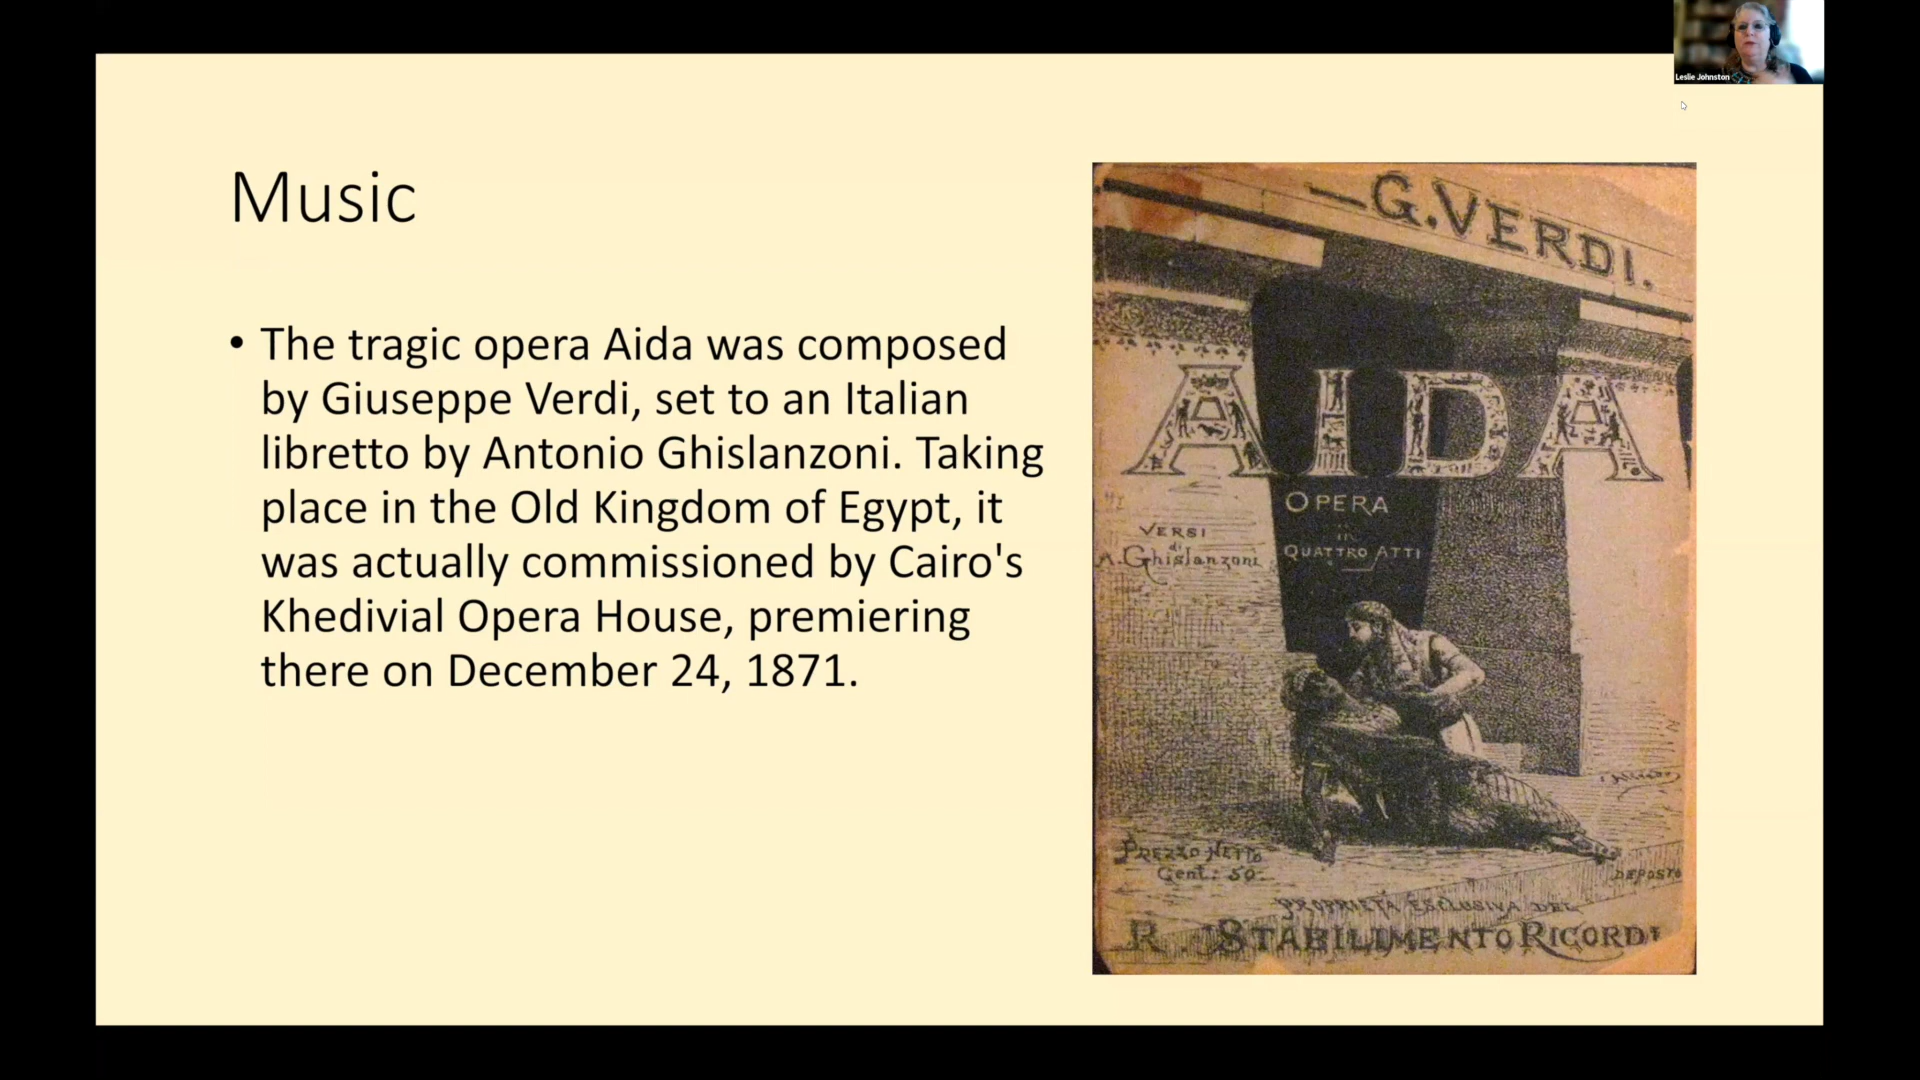 Leslie Johnston
Music
• The tragic opera Aida was composed
by Giuseppe Verdi, set to an Italian
libretto by Antonio Ghislanzoni. Taking
place in the Old Kingdom of Egypt, it
was actually commissioned by Cairo's
Khedivial Opera House, premiering
there on December 24, 1871.
G. VERDI.
AIDA
OPERA
in
QUATTRO ATTI
VERSI
di
A. Ghislanzoni
PREZZO NETTO
Cent: 50
DEPOSTO
PROPRIETÀ ESCLUSIVA DEL
R. STABILIMENTO RICORDI